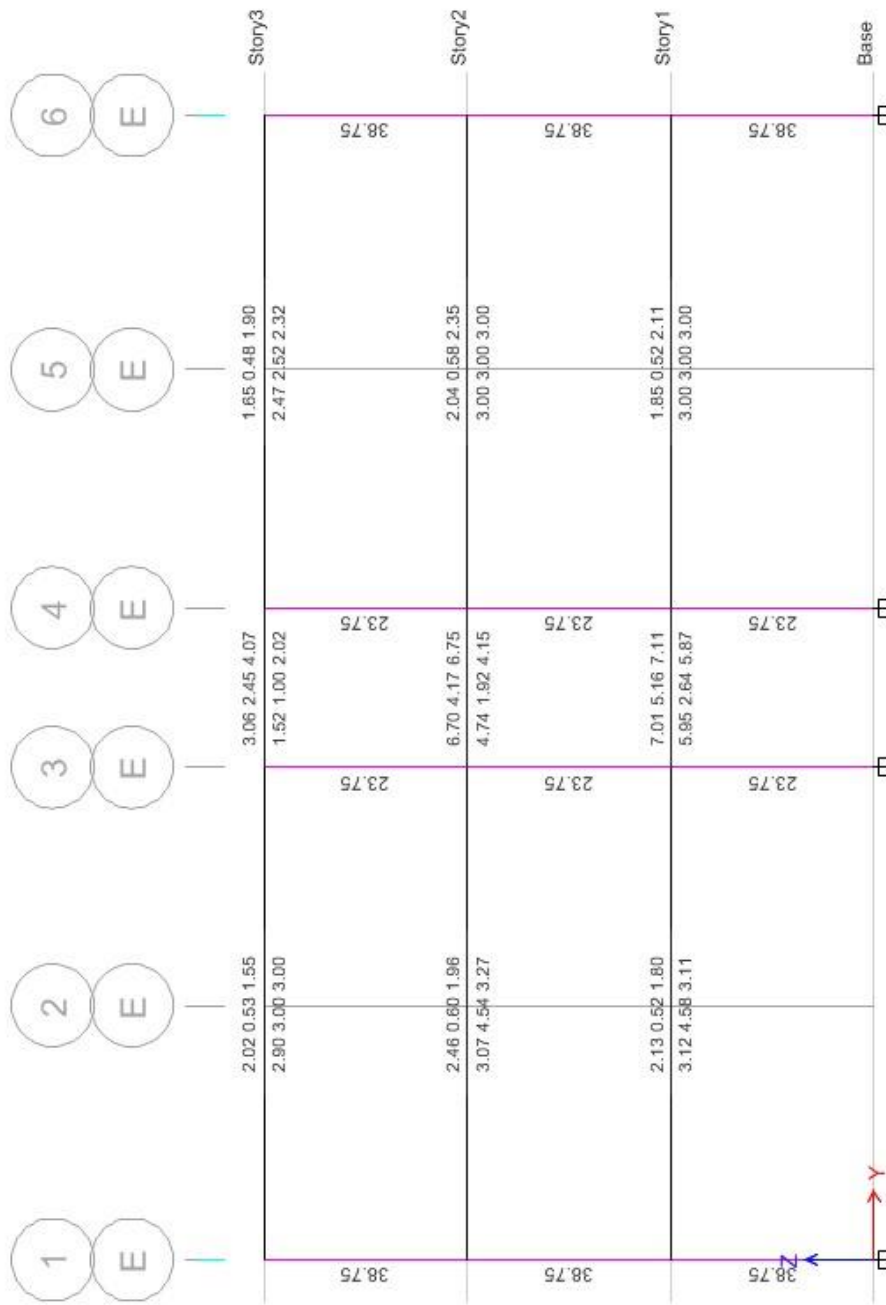 1 2 3 4 5 6
E E E E E E
Story3
2.02 0.53 1.55 3.06 2.45 4.07 1.65 0.48 1.90
2.90 3.00 3.00 1.52 1.00 2.02 2.47 2.52 2.32
38.75 23.75 23.75 38.75
Story2
2.46 0.60 1.96 6.70 4.17 6.75 2.04 0.58 2.35
3.07 4.54 3.27 4.74 1.92 4.15 3.00 3.00 3.00
38.75 23.75 23.75 38.75
Story1
2.13 0.52 1.80 7.01 5.16 7.11 1.85 0.52 2.11
3.12 4.58 3.11 5.95 2.64 5.87 3.00 3.00 3.00
38.75 23.75 23.75 38.75
Z
Y
Base